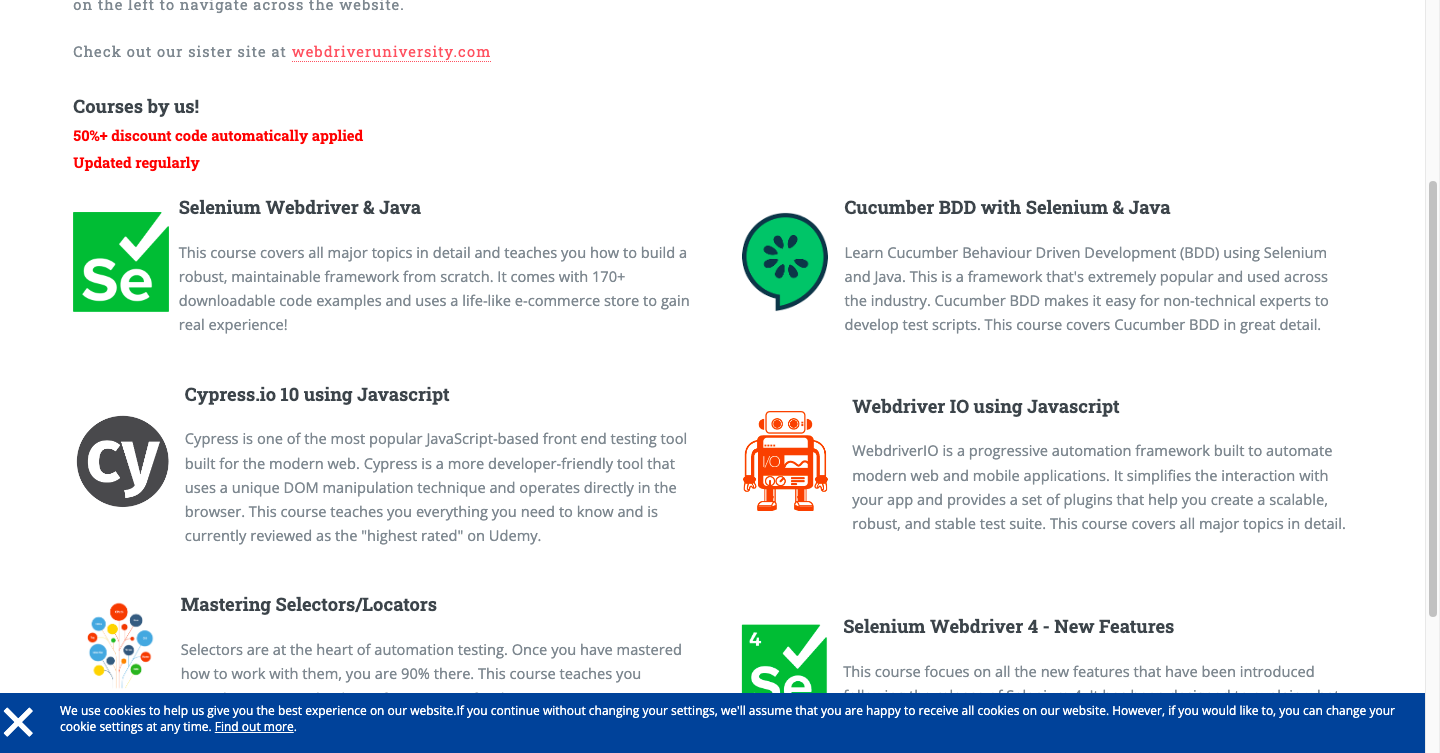 on the left to navigate across the website.
Check out our sister site at webdriveruniversity.com
Courses by us!
50%+ discount code automatically applied
Updated regularly
Selenium Webdriver & Java
Se
This course covers all major topics in detail and teaches you how to build a
robust, maintainable framework from scratch. It comes with 170+
downloadable code examples and uses a life-like e-commerce store to gain
real experience!
Cucumber BDD with Selenium & Java
Learn Cucumber Behaviour Driven Development (BDD) using Selenium
and Java. This is a framework that's extremely popular and used across
the industry. Cucumber BDD makes it easy for non-technical experts to
develop test scripts. This course covers Cucumber BDD in great detail.
Cypress.io 10 using Javascript
cy
Cypress is one of the most popular JavaScript-based front end testing tool
built for the modern web. Cypress is a more developer-friendly tool that
uses a unique DOM manipulation technique and operates directly in the
browser. This course teaches you everything you need to know and is
currently reviewed as the "highest rated" on Udemy.
Webdriver IO using Javascript
I/O
WebdriverIO is a progressive automation framework built to automate
modern web and mobile applications. It simplifies the interaction with
your app and provides a set of plugins that help you create a scalable,
robust, and stable test suite. This course covers all major topics in detail.
Mastering Selectors/Locators
Selectors are at the heart of automation testing. Once you have mastered
how to work with them, you are 90% there. This course teaches you
Selenium Webdriver 4 - New Features
4
Se
This course focuses on all the new features that have been introduced
We use cookies to help us give you the best experience on our website.If you continue without changing your settings, we'll assume that you are happy to receive all cookies on our website. However, if you would like to, you can change your
cookie settings at any time. Find out more.